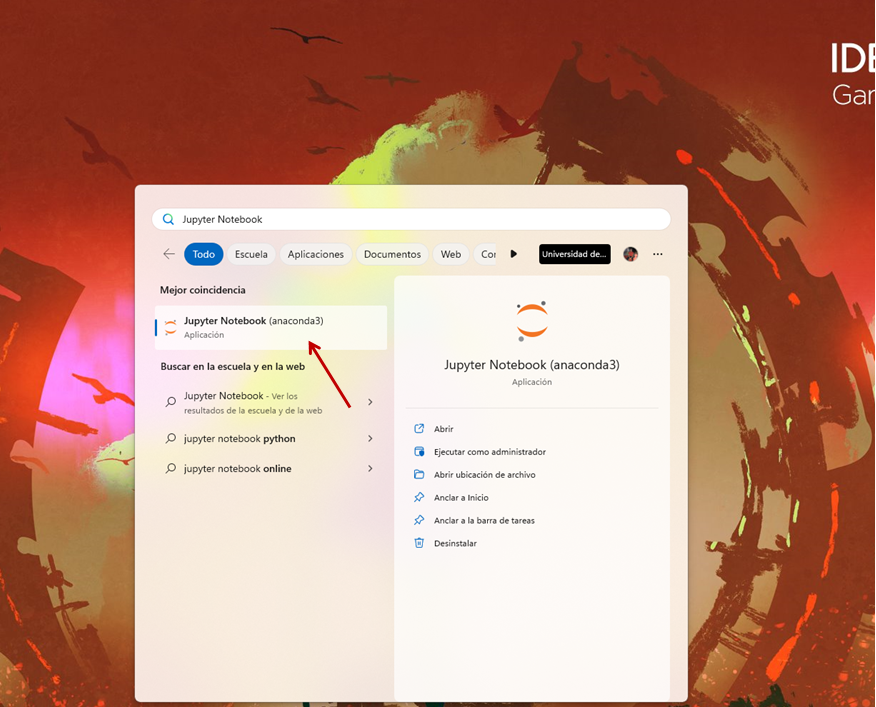 Jupyter Notebook
Todo
Escuela
Aplicaciones
Documentos
Web
Universidad de...
Mejor coincidencia
Jupyter Notebook (anaconda3)
Aplicación
Buscar en la escuela y en la web
Jupyter Notebook - Ver los
resultados de la escuela y de la web
jupyter notebook python
jupyter notebook online
Jupyter Notebook (anaconda3)
Aplicación
Abrir
Ejecutar como administrador
Abrir ubicación de archivo
Anclar a Inicio
Anclar a la barra de tareas
Desinstalar